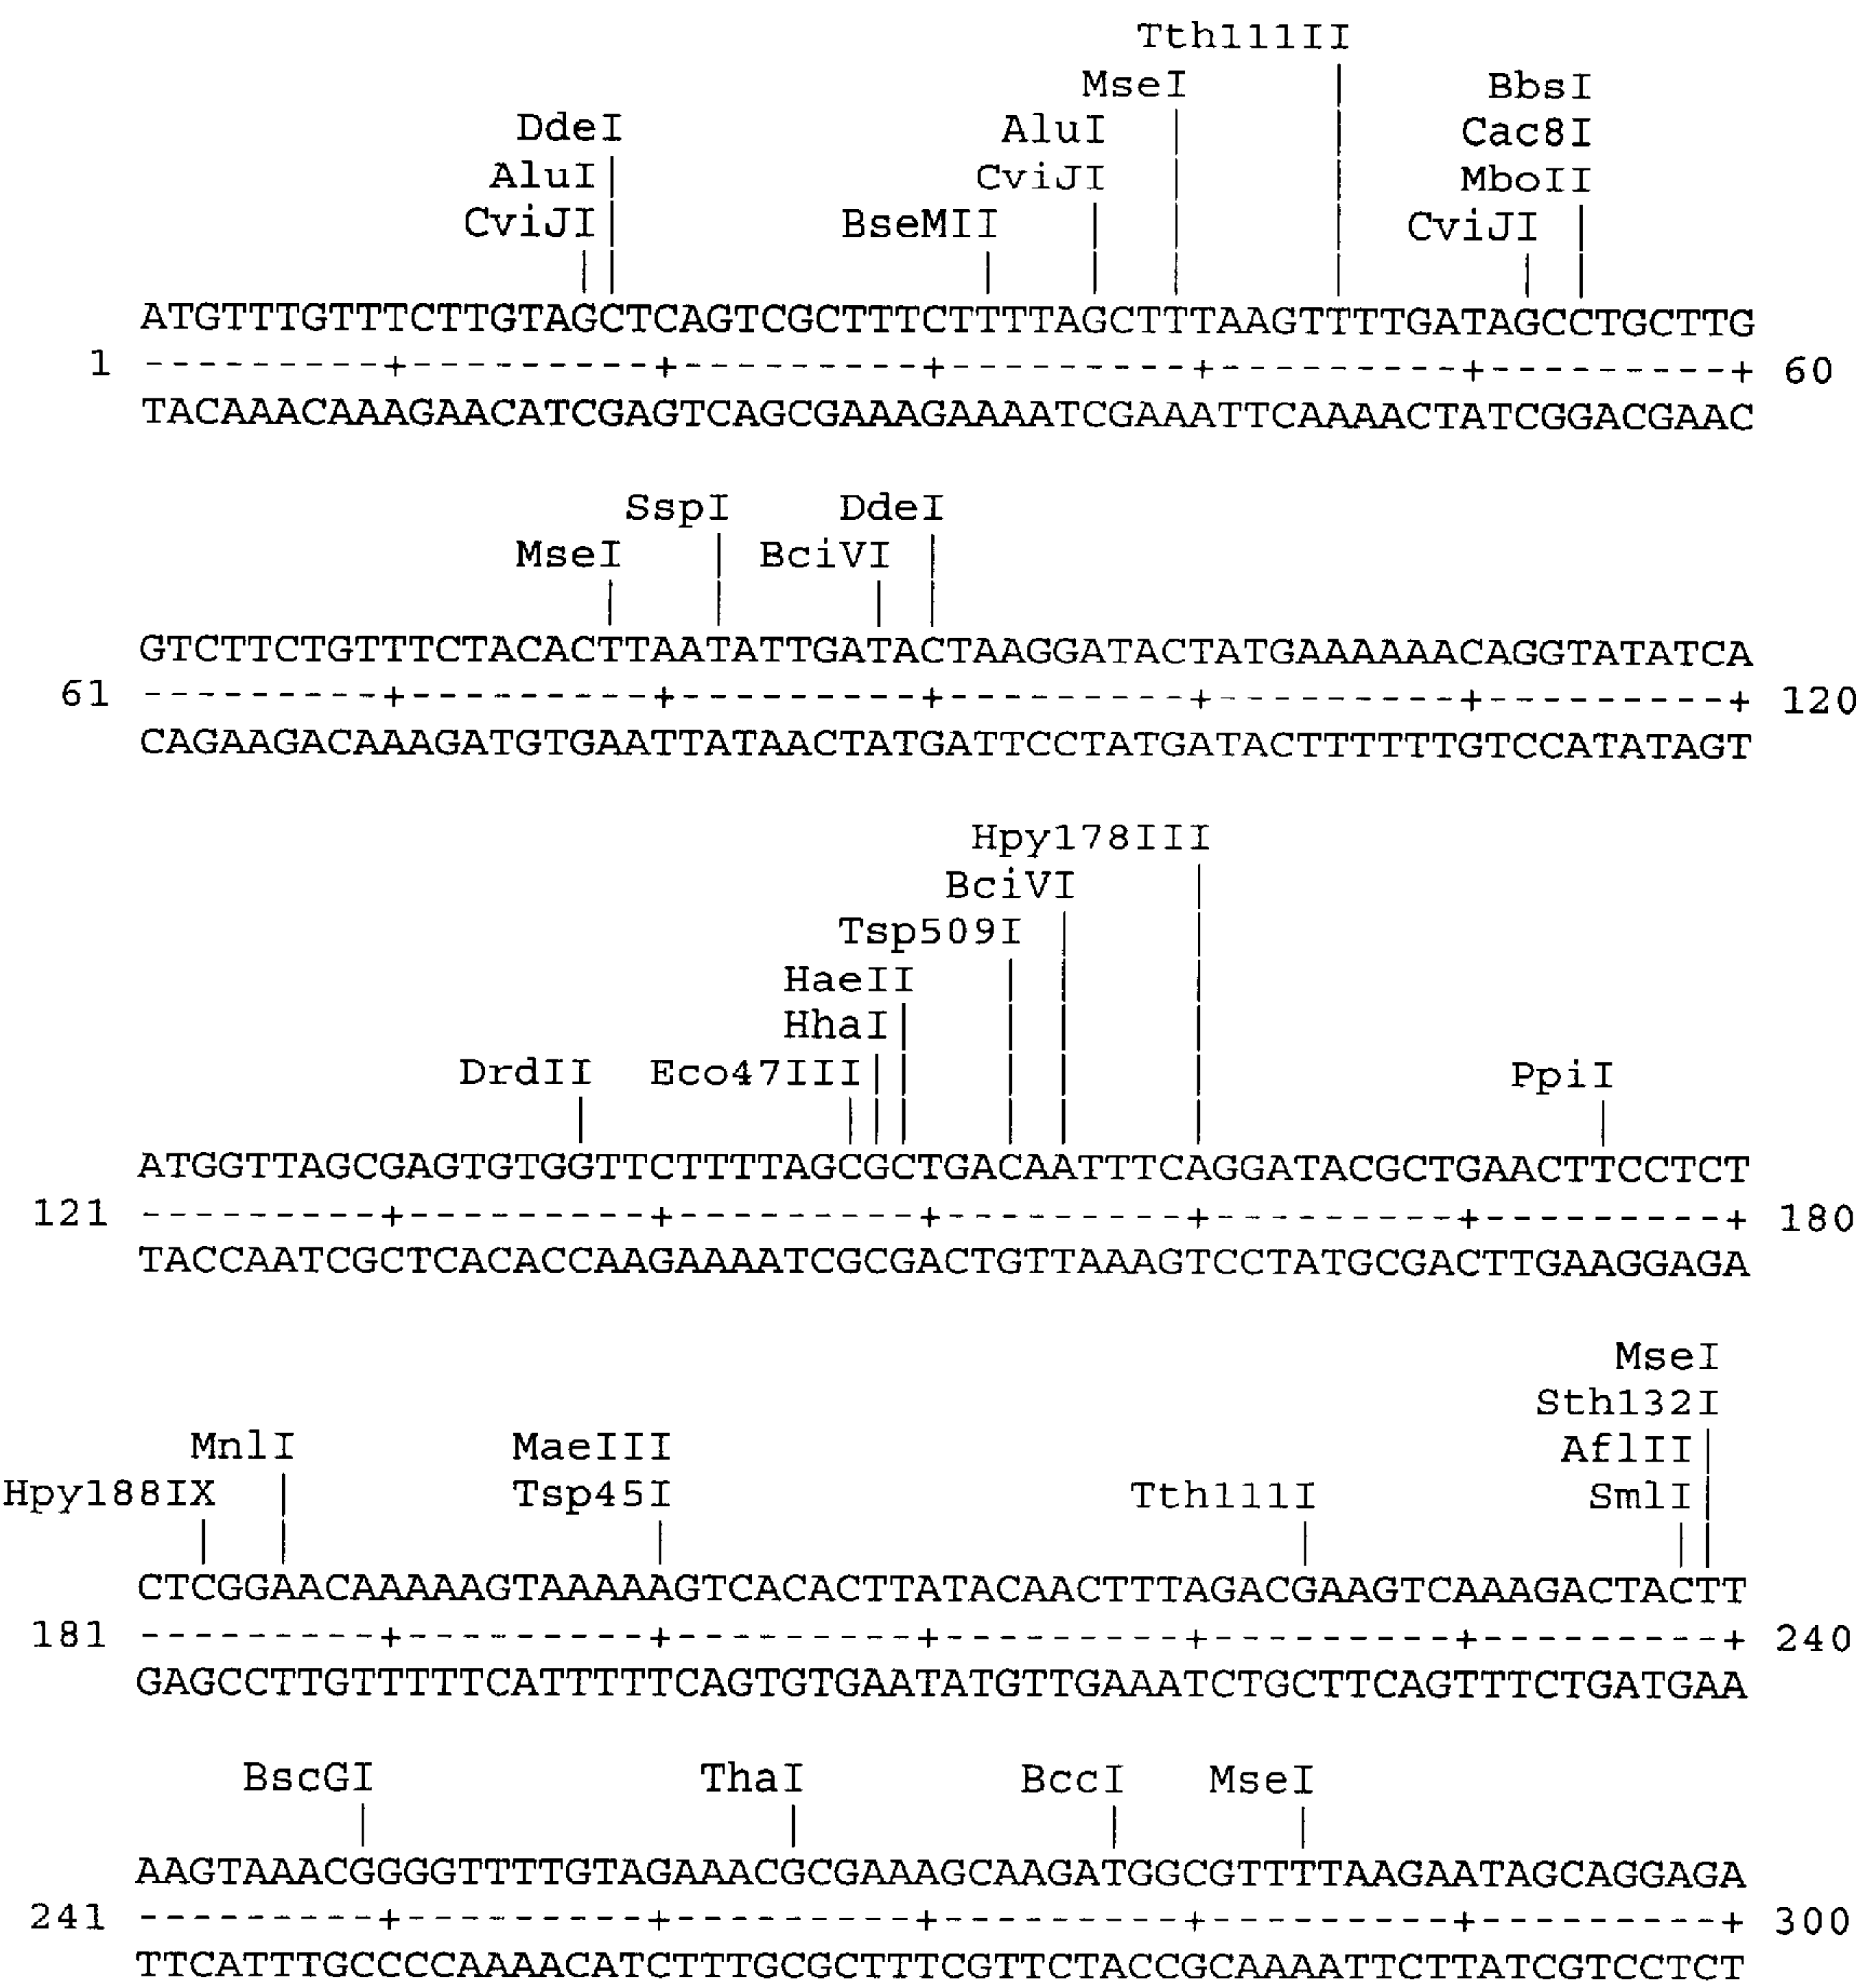 Tth111II
MseI BbsI
DdeI AluI Cac8I
AluI CviJI MboII
CviJI BseMII CviJI
ATGTTTGTTTCTTGTAGCTCAGTCGCTTTCTTTTTAGCTTTAAGTTTTGATAGCCTGCTTG
1 ---------+---------+---------+---------+---------+---------+ 60
TACAAACAAAGAACATCGAGTCAGCGAAAGAAAAATCGAAATTCAAAACTATCGGACGAAC
SspI DdeI
MseI BciVI
GTCTTCTGTTTCTACACTTAATATTGATACTAAGGATACTATGAAAAAACAGGTATATCA
61 ---------+---------+---------+---------+---------+---------+ 120
CAGAAGACAAAGATGTGAATTATAACTATGATTCCTATGATACTTTTTTGTCCATATAGT
Hpy178III
BciVI
Tsp509I
HaeII
HhaI
DrdII Eco47III PpiI
ATGGTTAGCGAGTGTGGTTCTTTTAGCGCTGACAATTTCAGGATACGCTGAACTTCCTCT
121 ---------+---------+---------+---------+---------+---------+ 180
TACCAATCGCTCACACCAAGAAAATCGCGACTGTTAAAGTCCTATGCGACTTGAAGGAGA
MseI
Sth132I
MnlI MaeIII AflII
Hpy188IX Tsp45I Tth111I SmlI
CTCGGAACAAAAAGTAAAAAGTCACACTTATACAACTTTAGACGAAGTCAAAGACTACTT
181 ---------+---------+---------+---------+---------+---------+ 240
GAGCCTTGTTTTTCATTTTTCAGTGTGAATATGTTGAAATCTGCTTCAGTTTCTGATGAA
BscGI ThaI BccI MseI
AAGTAAACGGGGTTTTGTAGAAACGCGAAAGCAAGATGGCGTTTTAAGAATAGCAGGAGA
241 ---------+---------+---------+---------+---------+---------+ 300
TTCATTTGCCCCAAAACATCTTTGCGCTTTCGTTCTACCGCAAAATTCTTATCGTCCTCT